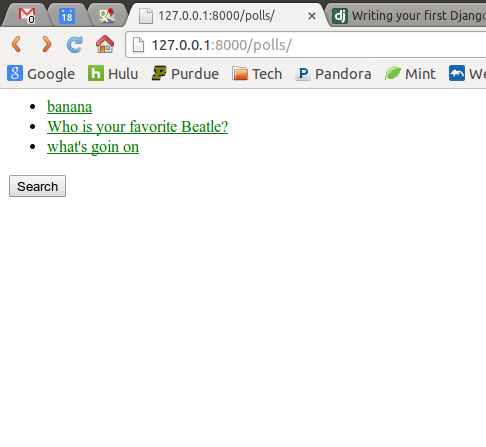 0
18
127.0.0.1:8000/polls/
Writing your first Django
127.0.0.1:8000/polls/
Google Hulu Purdue Tech Pandora Mint We
banana
Who is your favorite Beatle?
what's goin on
Search